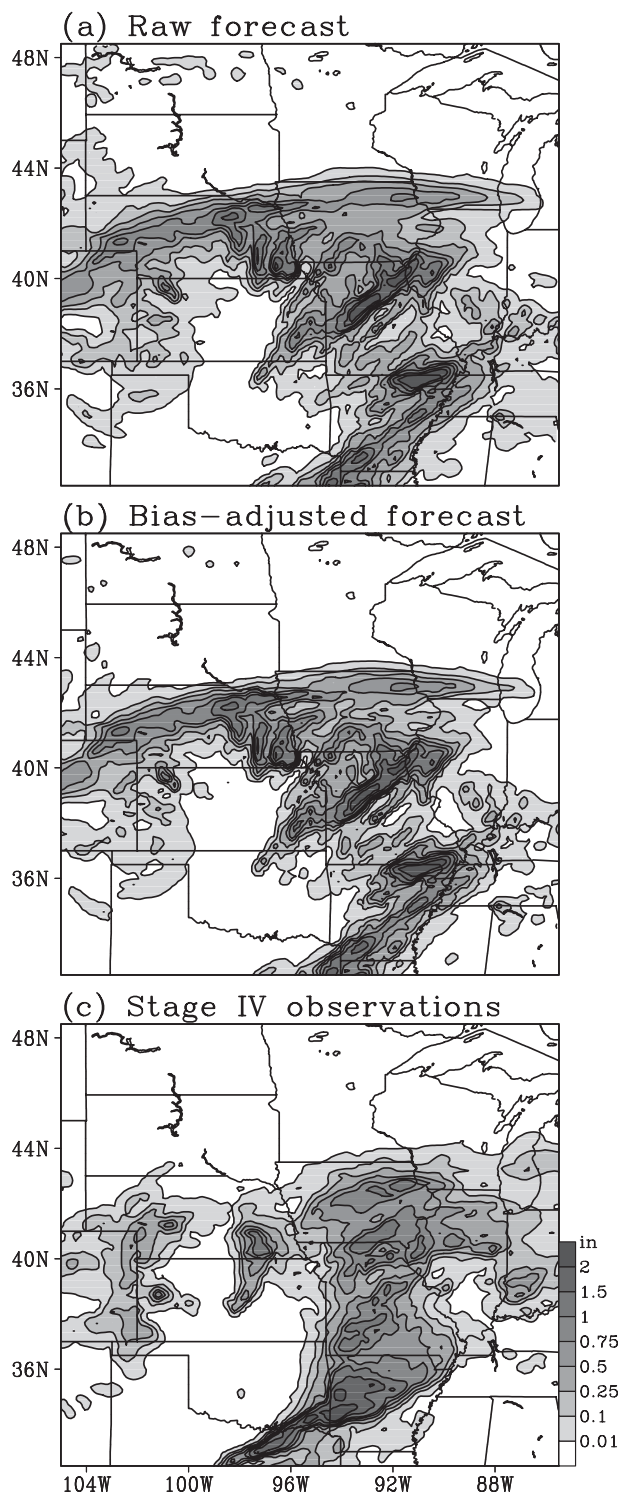 (a) Raw forecast
48N
44N
40N
36N
(b) Bias-adjusted forecast
48N
44N
40N
36N
(c) Stage IV observations
48N
44N
40N
36N
in
2
1.5
1
0.75
0.5
0.25
0.1
0.01
104W 100W 96W 92W 88W